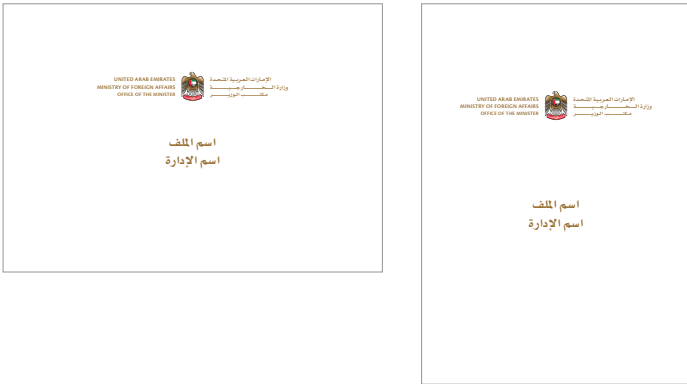 UNITED ARAB EMIRATES
MINISTRY OF FOREIGN AFFAIRS
OFFICE OF THE MINISTER
الإمارات العربية المتحدة
وزارة الخارجية
مكتب الوزير
اسم الملف
اسم الإدارة
UNITED ARAB EMIRATES
MINISTRY OF FOREIGN AFFAIRS
OFFICE OF THE MINISTER
الإمارات العربية المتحدة
وزارة الخارجية
مكتب الوزير
اسم الملف
اسم الإدارة